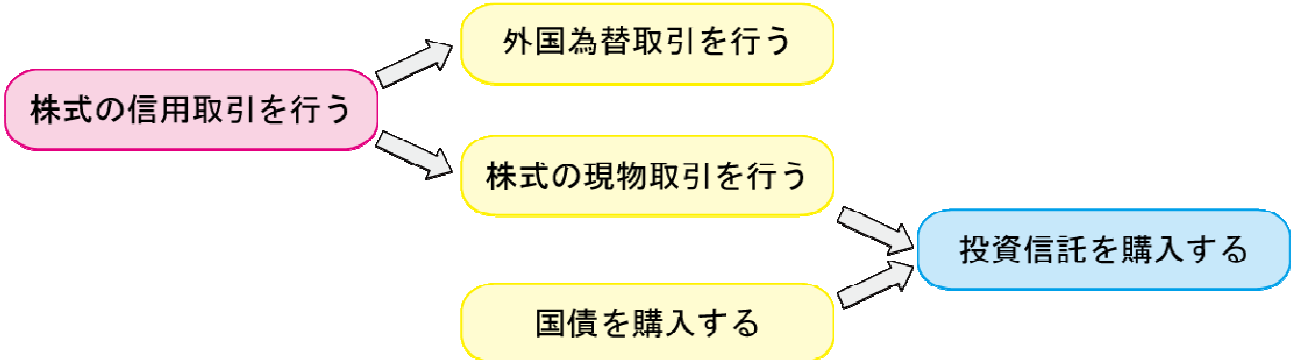 株式の信用取引を行う
外国為替取引を行う
株式の現物取引を行う
国債を購入する
投資信託を購入する